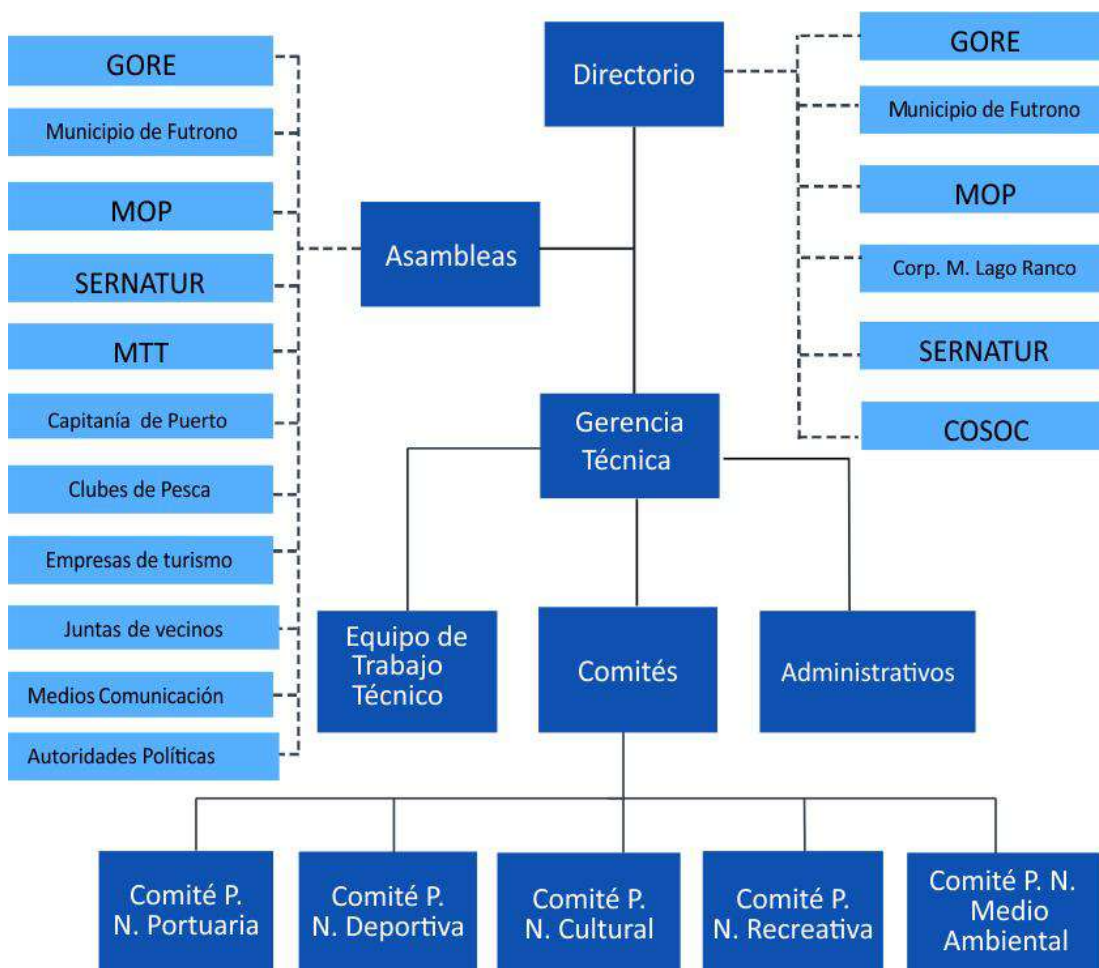 GORE
Municipio de Futrono
MOP
SERNATUR
MTT
Capitanía de Puerto
Clubes de Pesca
Empresas de turismo
Juntas de vecinos
Medios Comunicación
Autoridades Políticas
Directorio
Asambleas
GORE
Municipio de Futrono
MOP
Corp. M. Lago Ranco
SERNATUR
COSOC
Gerencia
Técnica
Equipo de
Trabajo
Técnico
Comités
Administrativos
Comité P.
N. Portuaria
Comité P.
N. Deportiva
Comité P.
N. Cultural
Comité P.
N. Recreativa
Comité P. N.
Medio
Ambiental